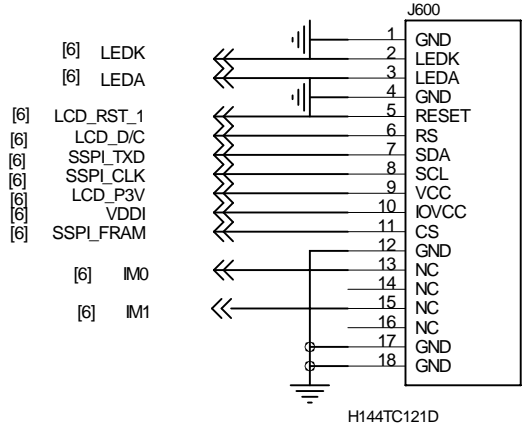 J600
1 GND
[6] LEDK 2 LEDK
[6] LEDA 3 LEDA
4 GND
[6] LCD_RST_1 5 RESET
[6] LCD_D/C 6 RS
[6] SSPI_TXD 7 SDA
[6] SSPI_CLK 8 SCL
[6] LCD_P3V 9 VCC
[6] VDDI 10 IOVCC
[6] SSPI_FRAM 11 CS
12 GND
[6] IM0 13 NC
14 NC
[6] IM1 15 NC
16 NC
17 GND
18 GND
H144TC121D